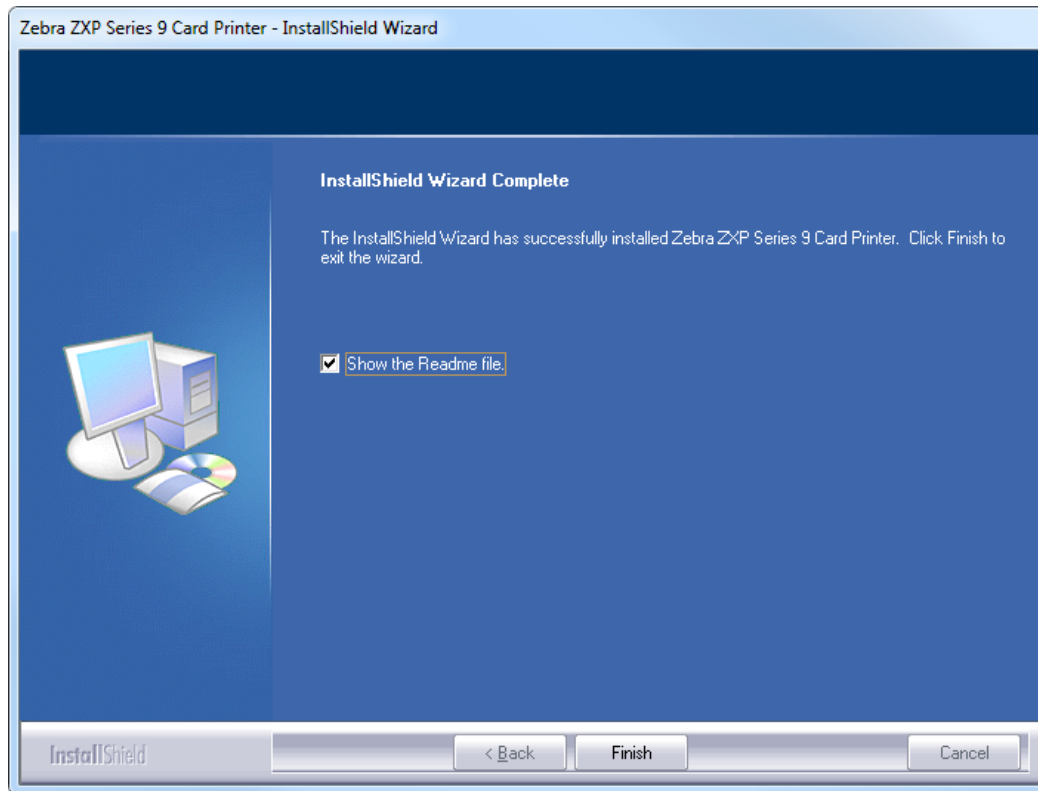 Zebra ZXP Series 9 Card Printer - InstallShield Wizard
InstallShield Wizard Complete
The InstallShield Wizard has successfully installed Zebra ZXP Series 9 Card Printer. Click Finish to
exit the wizard.
Show the Readme file.
InstallShield
< Back
Finish
Cancel